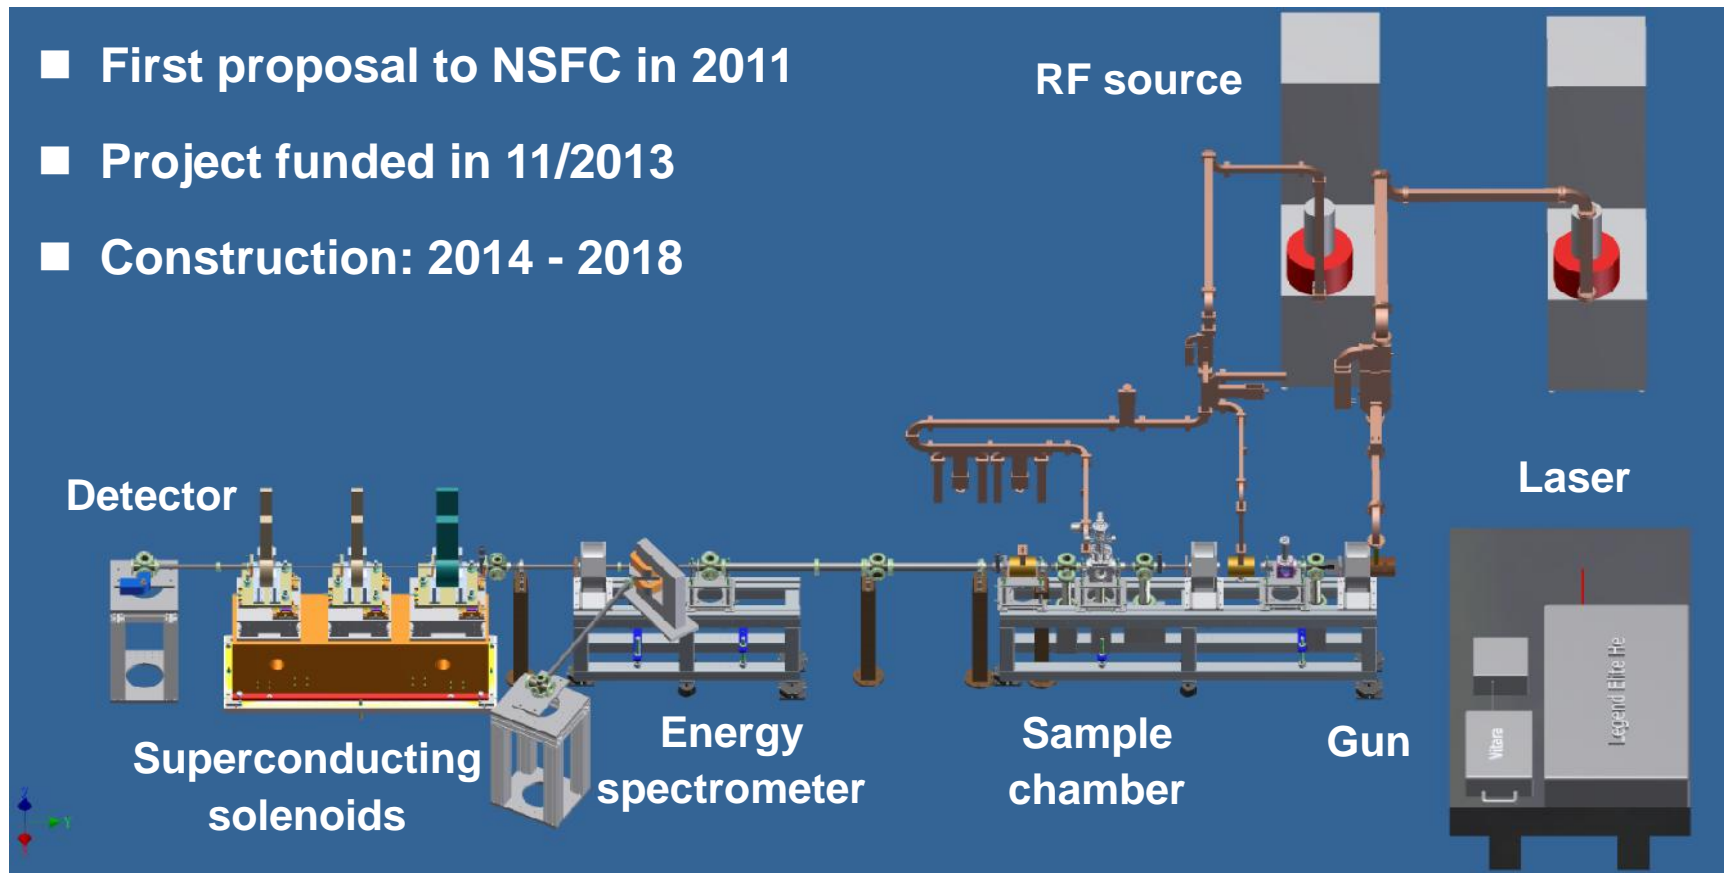 ■ First proposal to NSFC in 2011
■ Project funded in 11/2013
■ Construction: 2014 - 2018
RF source
Laser
Detector
Superconducting
solenoids
Energy
spectrometer
Sample
chamber
Gun
Vitara
Legend Elite He
Z
Y